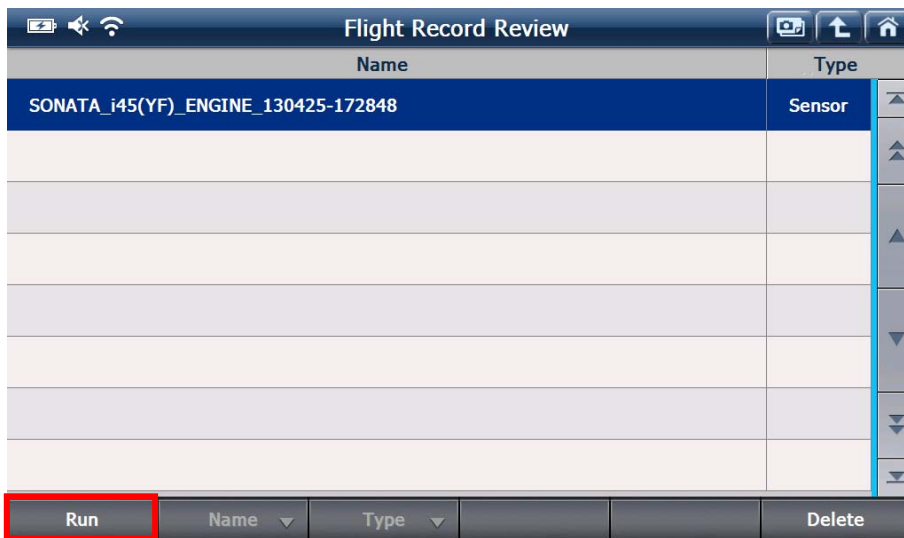 Flight Record Review
Name Type
SONATA_i45(YF)_ENGINE_130425-172848 Sensor
Run Name Type Delete